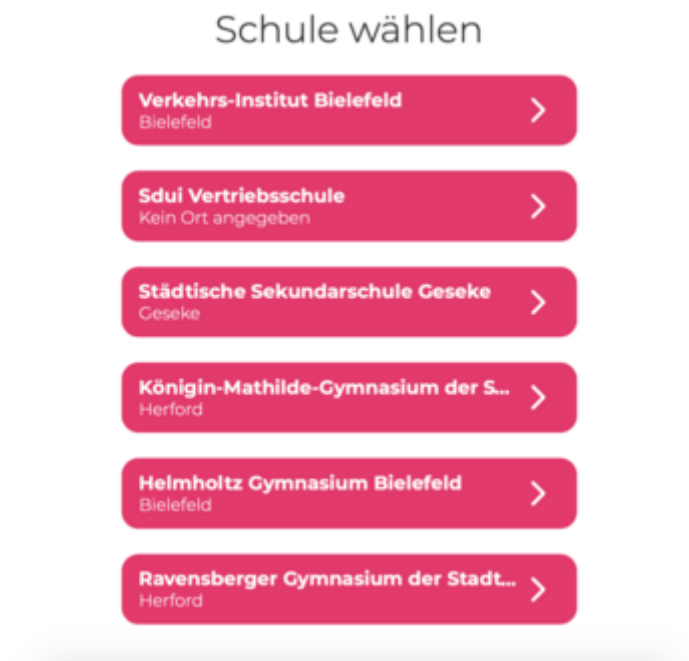 Schule wählen
Verkehrs-Institut Bielefeld
Bielefeld
Sdui Vertriebsschule
Kein Ort angegeben
Städtische Sekundarschule Geseke
Geseke
Königin-Mathilde-Gymnasium der S...
Herford
Helmholtz Gymnasium Bielefeld
Bielefeld
Ravensberger Gymnasium der Stadt...
Herford